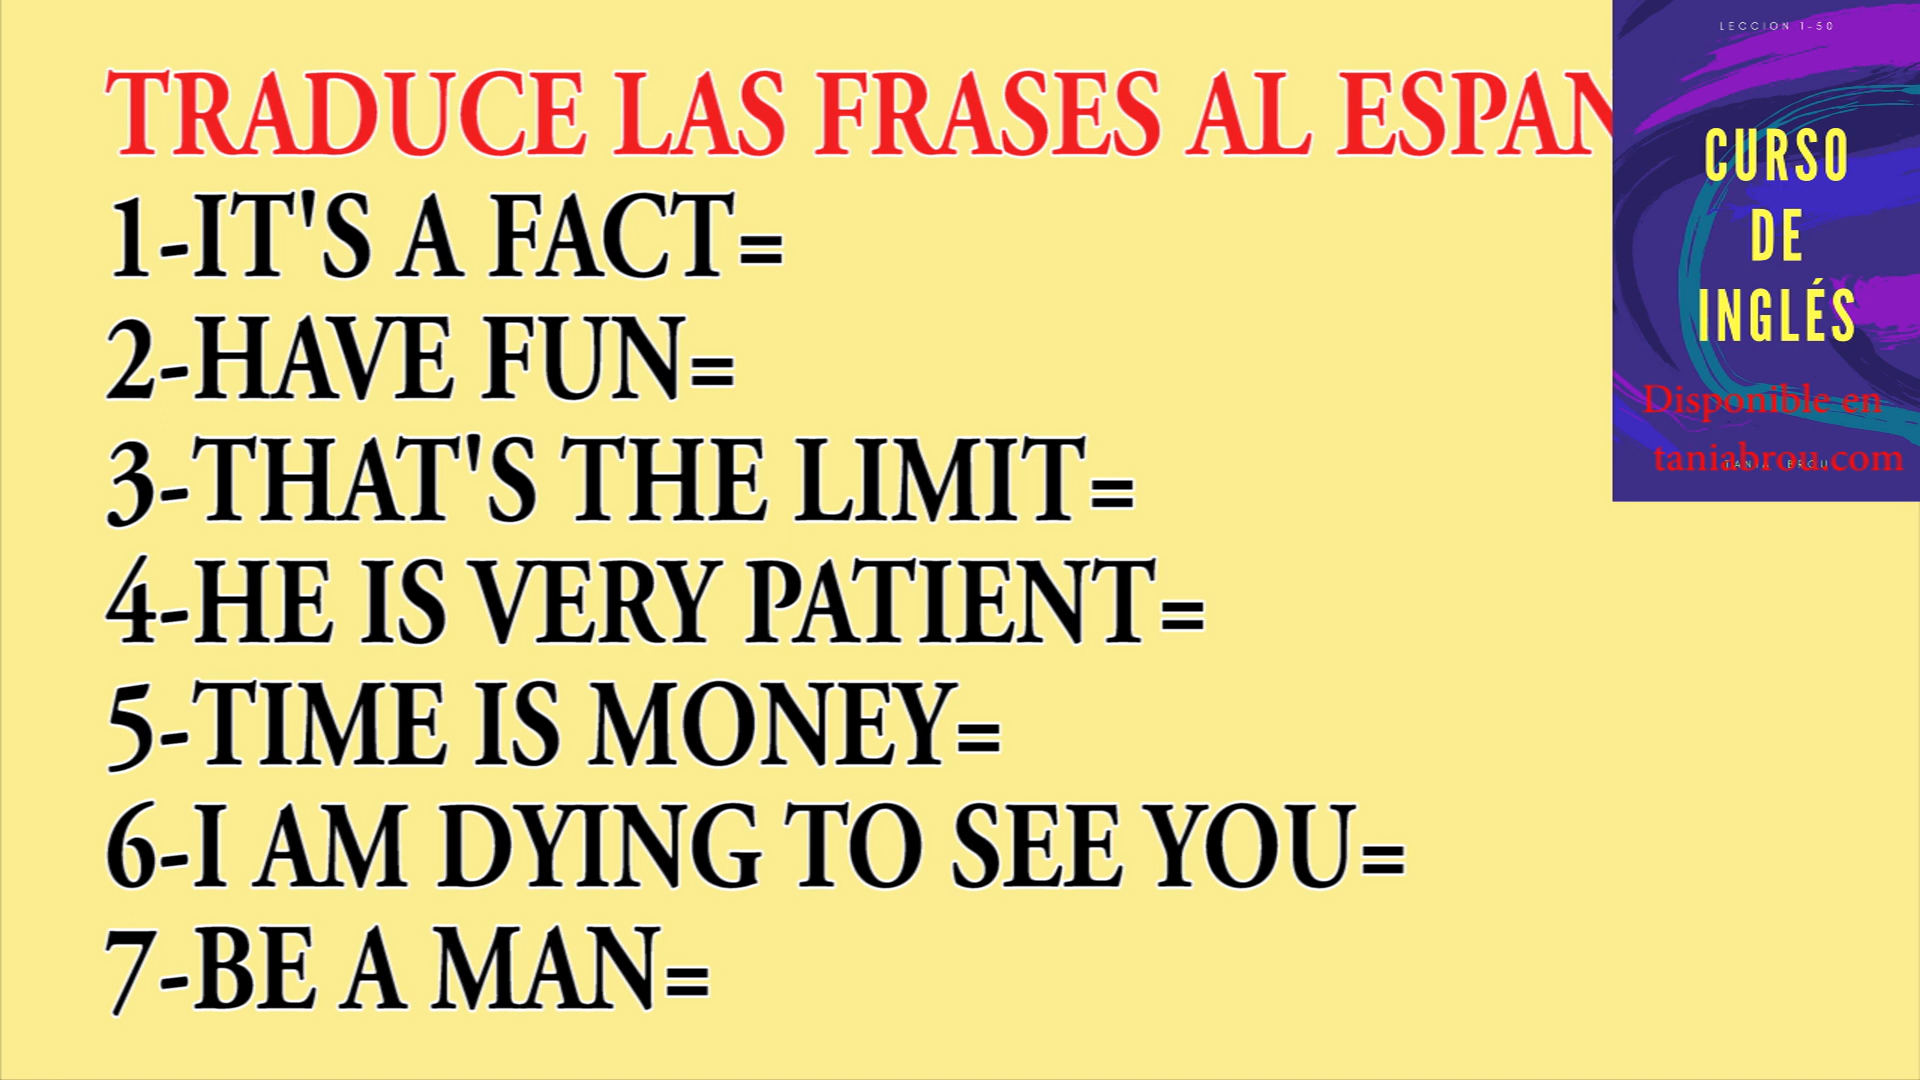 TRADUCE LAS FRASES AL ESPAN
1-IT'S A FACT=
2-HAVE FUN=
3-THAT'S THE LIMIT=
4-HE IS VERY PATIENT=
5-TIME IS MONEY=
6-I AM DYING TO SEE YOU=
7-BE A MAN=
LECCION 1-50
CURSO
DE
INGLÉS
Disponible en
taniabrou.com
TANIA BROU